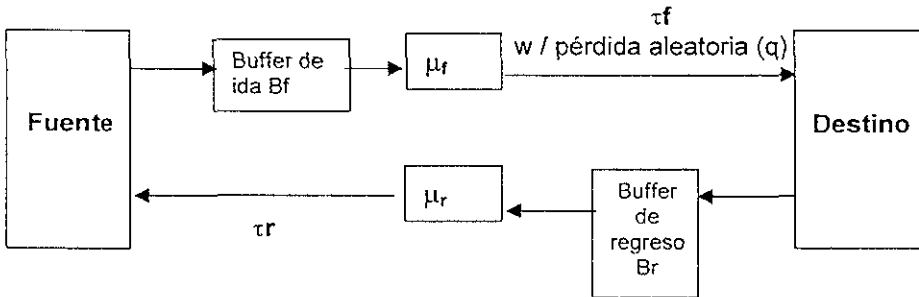 τf
w / pérdida aleatoria (q)
Buffer de
ida Bf
μf
Fuente
Destino
μr
τr
Buffer
de
regreso
Br